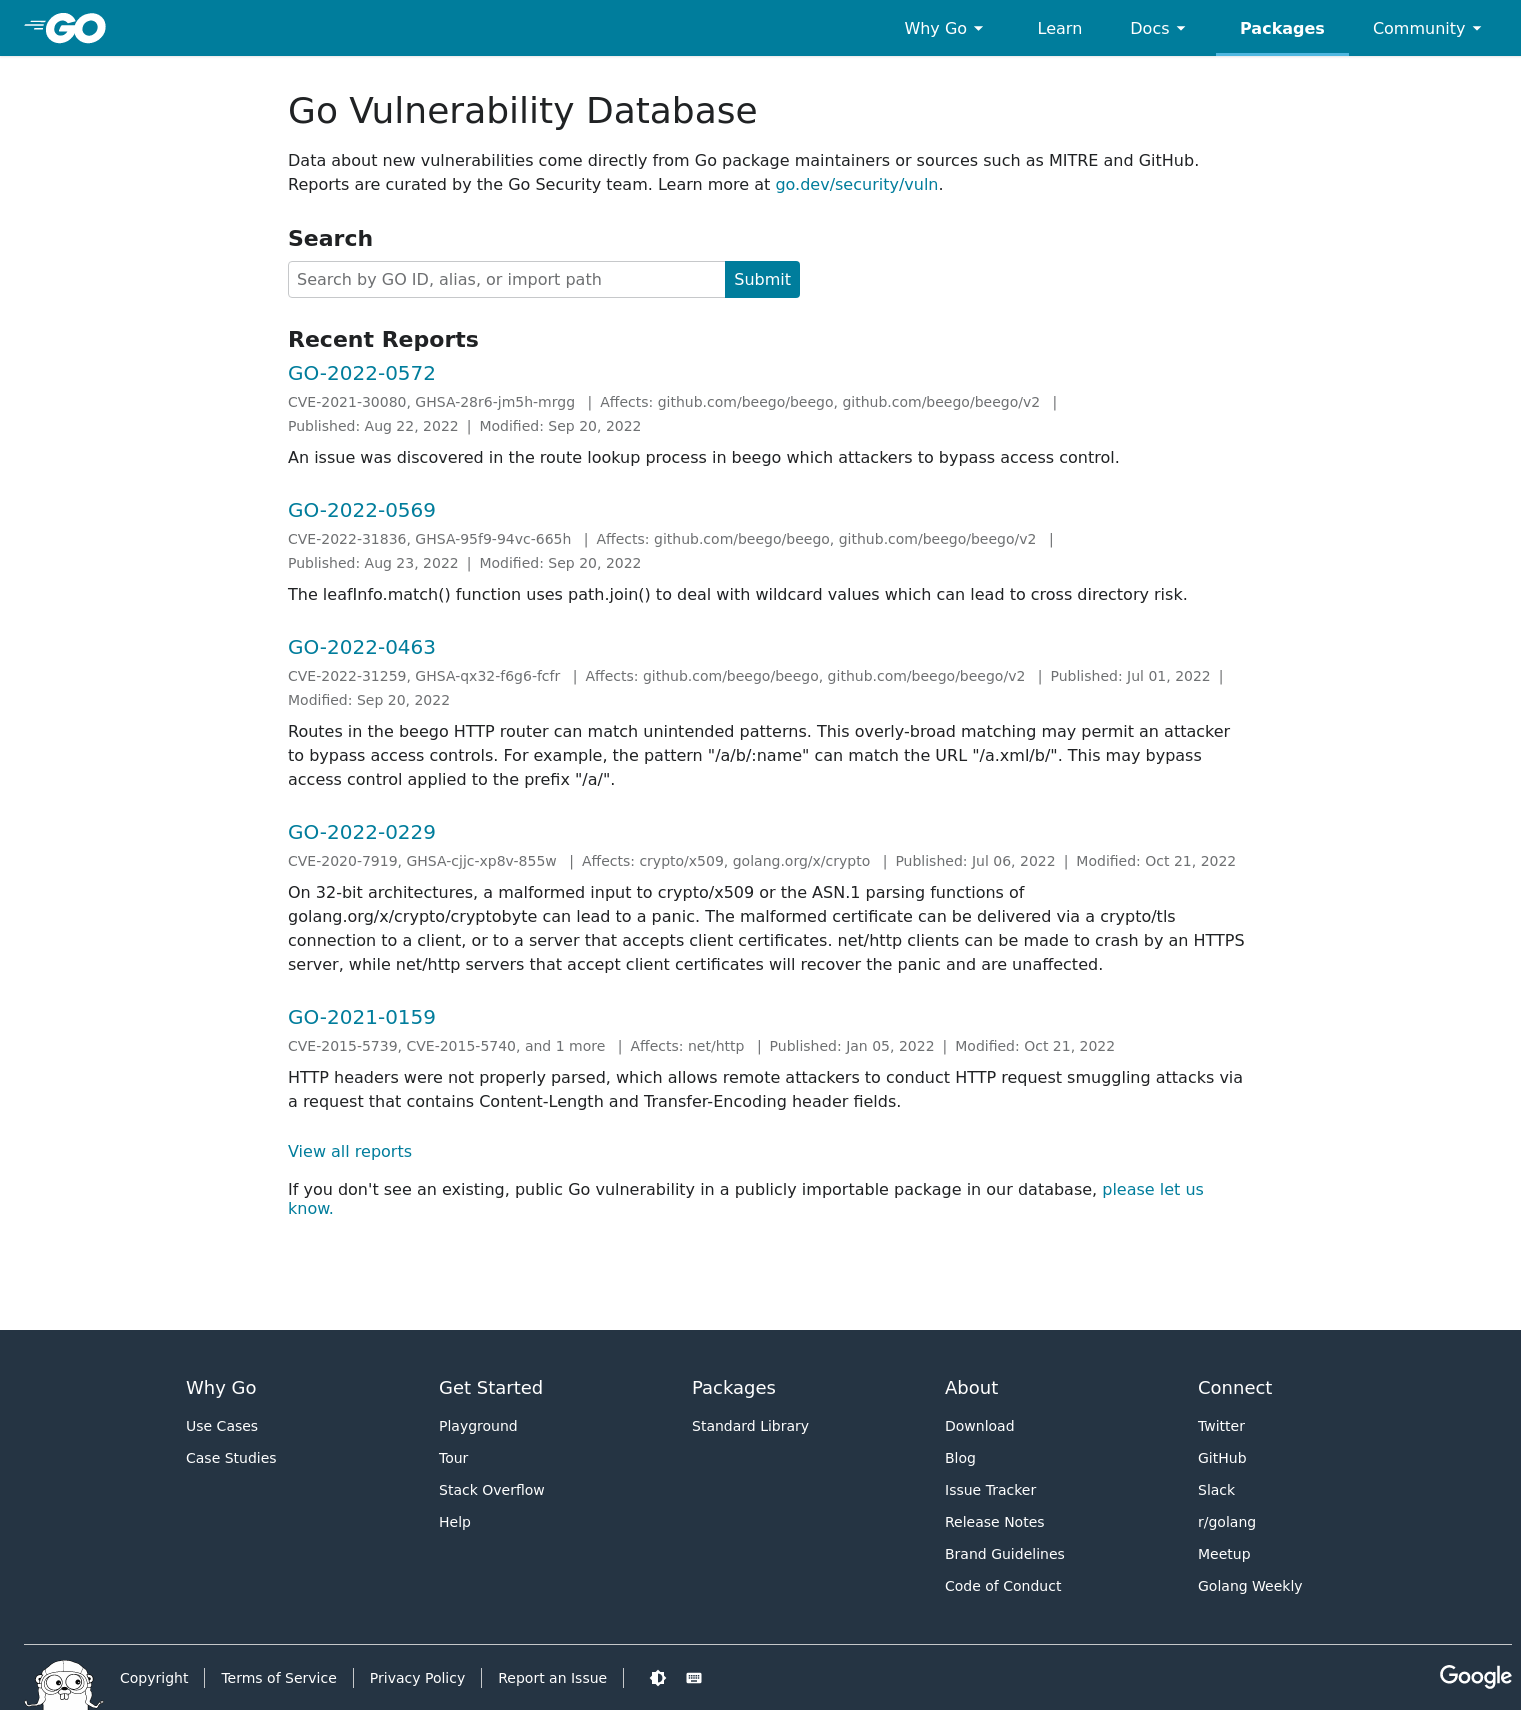 GO
Why Go
Learn
Docs
Packages
Community
Go Vulnerability Database
Data about new vulnerabilities come directly from Go package maintainers or sources such as MITRE and GitHub.
Reports are curated by the Go Security team. Learn more at go.dev/security/vuln.
Search
Search by GO ID, alias, or import path
Submit
Recent Reports
GO-2022-0572
CVE-2021-30080, GHSA-28r6-jm5h-mrgg | Affects: github.com/beego/beego, github.com/beego/beego/v2 |
Published: Aug 22, 2022 | Modified: Sep 20, 2022
An issue was discovered in the route lookup process in beego which attackers to bypass access control.
GO-2022-0569
CVE-2022-31836, GHSA-95f9-94vc-665h | Affects: github.com/beego/beego, github.com/beego/beego/v2 |
Published: Aug 23, 2022 | Modified: Sep 20, 2022
The leafInfo.match() function uses path.join() to deal with wildcard values which can lead to cross directory risk.
GO-2022-0463
CVE-2022-31259, GHSA-qx32-f6g6-fcfr | Affects: github.com/beego/beego, github.com/beego/beego/v2 | Published: Jul 01, 2022 |
Modified: Sep 20, 2022
Routes in the beego HTTP router can match unintended patterns. This overly-broad matching may permit an attacker
to bypass access controls. For example, the pattern "/a/b/:name" can match the URL "/a.xml/b/". This may bypass
access control applied to the prefix "/a/".
GO-2022-0229
CVE-2020-7919, GHSA-cjjc-xp8v-855w | Affects: crypto/x509, golang.org/x/crypto | Published: Jul 06, 2022 | Modified: Oct 21, 2022
On 32-bit architectures, a malformed input to crypto/x509 or the ASN.1 parsing functions of
golang.org/x/crypto/cryptobyte can lead to a panic. The malformed certificate can be delivered via a crypto/tls
connection to a client, or to a server that accepts client certificates. net/http clients can be made to crash by an HTTPS
server, while net/http servers that accept client certificates will recover the panic and are unaffected.
GO-2021-0159
CVE-2015-5739, CVE-2015-5740, and 1 more | Affects: net/http | Published: Jan 05, 2022 | Modified: Oct 21, 2022
HTTP headers were not properly parsed, which allows remote attackers to conduct HTTP request smuggling attacks via
a request that contains Content-Length and Transfer-Encoding header fields.
View all reports
If you don't see an existing, public Go vulnerability in a publicly importable package in our database, please let us
know.
Why Go
Use Cases
Case Studies
Get Started
Playground
Tour
Stack Overflow
Help
Packages
Standard Library
About
Download
Blog
Issue Tracker
Release Notes
Brand Guidelines
Code of Conduct
Connect
Twitter
GitHub
Slack
r/golang
Meetup
Golang Weekly
Copyright
Terms of Service
Privacy Policy
Report an Issue
Google